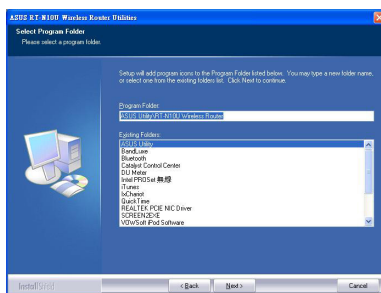 ASUS RT-N10U Wireless Router Utilities
Select Program Folder
Please select a program folder.
Setup will add program icons to the Program Folder listed below. You may type a new folder name,
or select one from the existing folders list. Click Next to continue.
Program Folder:
ASUS Utility\RT-N10U Wireless Router
Existing Folders:
ASUS Utility
BandLuxe
Bluetooth
Catalyst Control Center
DU Meter
Intel PROSet 無線
iTunes
IxChariot
QuickTime
REALTEK PCIE NIC Driver
SCREEN2EXE
VOWSoft iPod Software
InstallShield
< Back
Next >
Cancel